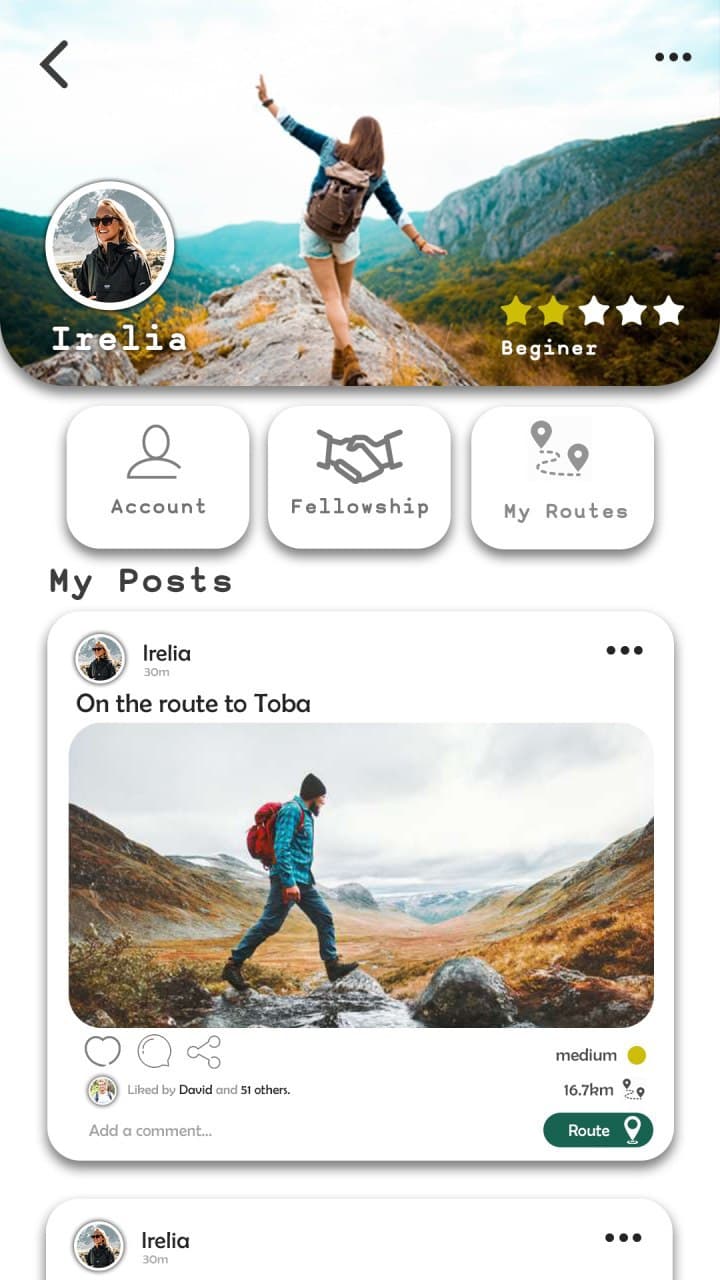 Irelia
Beginer
Account
Fellowship
My Routes
My Posts
Irelia
30m
On the route to Toba
medium
Liked by David and 51 others.
16.7km
Add a comment...
Route
Irelia
30m